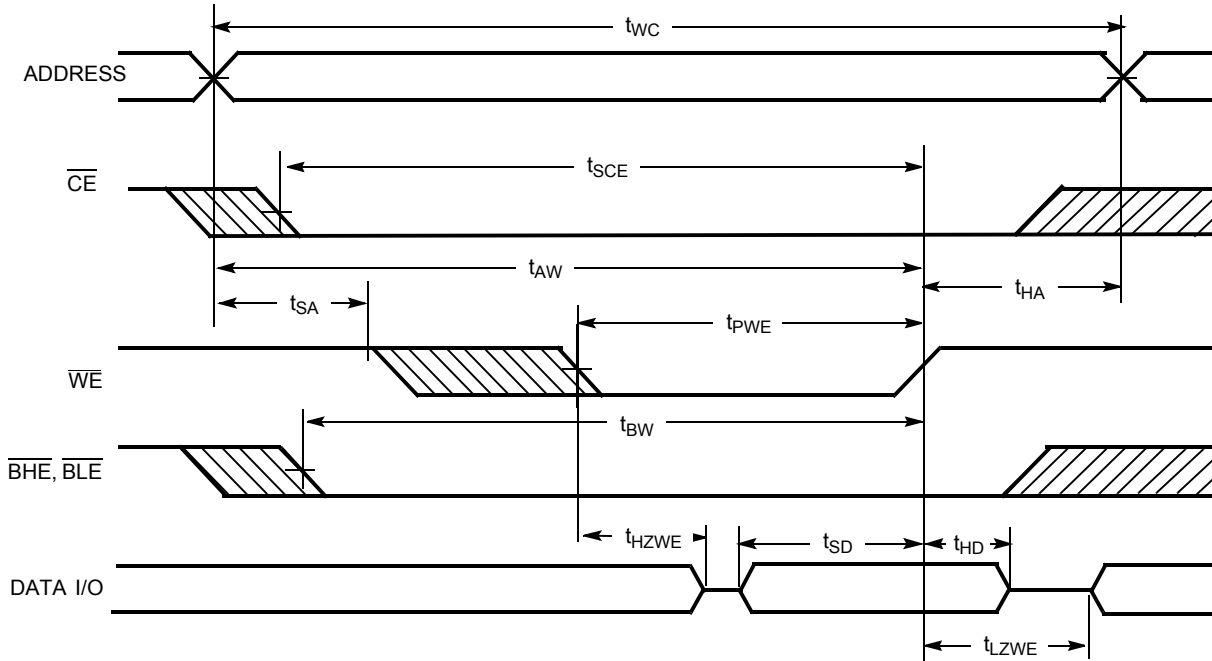 tWC
ADDRESS
tSCE
CE
tAW
tSA
tHA
tPWE
WE
tBW
BHE, BLE
tHZWE
tSD
tHD
DATA I/O
tLZWE